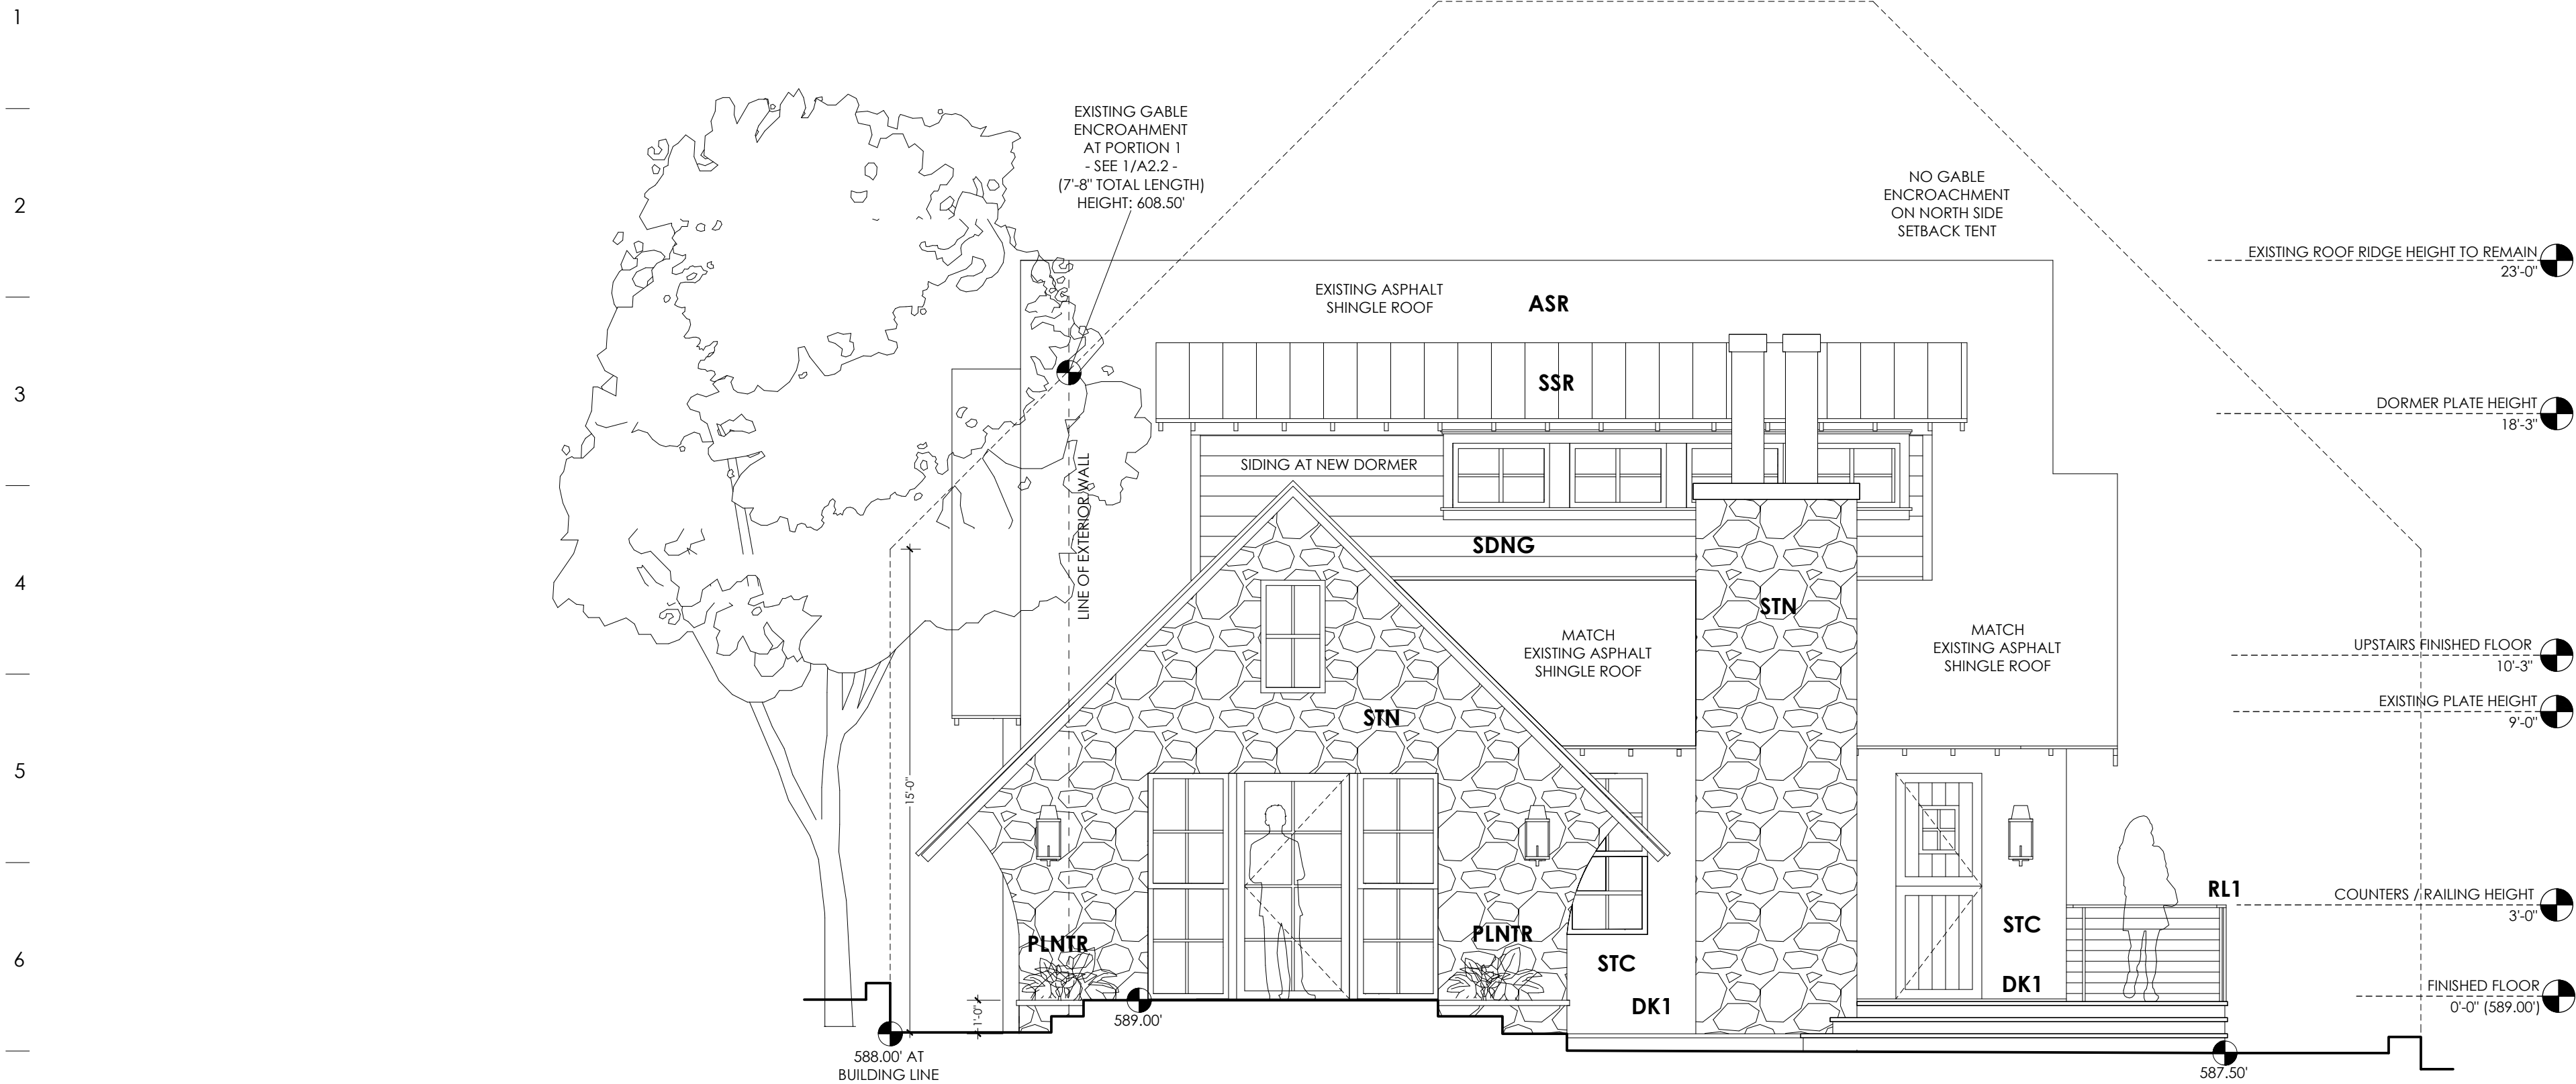 1
2
3
4
5
6
EXISTING GABLE
ENCROAHMENT
AT PORTION 1
- SEE 1/A2.2 -
(7'-8" TOTAL LENGTH)
HEIGHT: 608.50'
NO GABLE
ENCROACHMENT
ON NORTH SIDE
SETBACK TENT
EXISTING ROOF RIDGE HEIGHT TO REMAIN
23'-0"
EXISTING ASPHALT
SHINGLE ROOF
ASR
SSR
DORMER PLATE HEIGHT
18'-3"
SIDING AT NEW DORMER
LINE OF EXTERIOR WALL
SDNG
STN
MATCH
EXISTING ASPHALT
SHINGLE ROOF
MATCH
EXISTING ASPHALT
SHINGLE ROOF
UPSTAIRS FINISHED FLOOR
10'-3"
STN
EXISTING PLATE HEIGHT
9'-0"
15'-0"
RL1
COUNTERS / RAILING HEIGHT
3'-0"
PLNTR
PLNTR
STC
STC
DK1
DK1
FINISHED FLOOR
0'-0" (589.00')
1'-0"
589.00'
588.00' AT
BUILDING LINE
587.50'